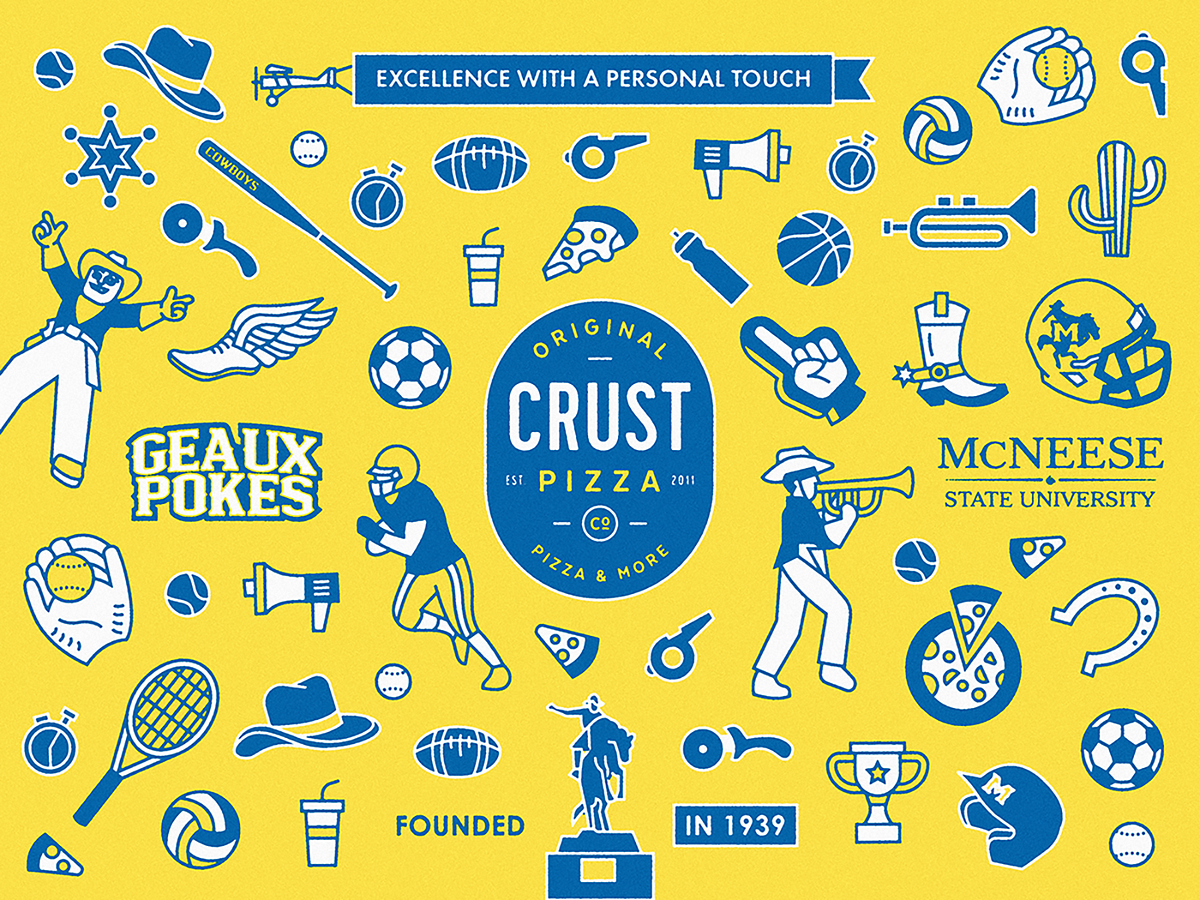 EXCELLENCE WITH A PERSONAL TOUCH
COWBOYS
ORIGINAL
CRUST
EST. PIZZA 2011
CO
PIZZA & MORE
M
GEAUX
POKES
McNEESE
STATE UNIVERSITY
FOUNDED
IN 1939
M